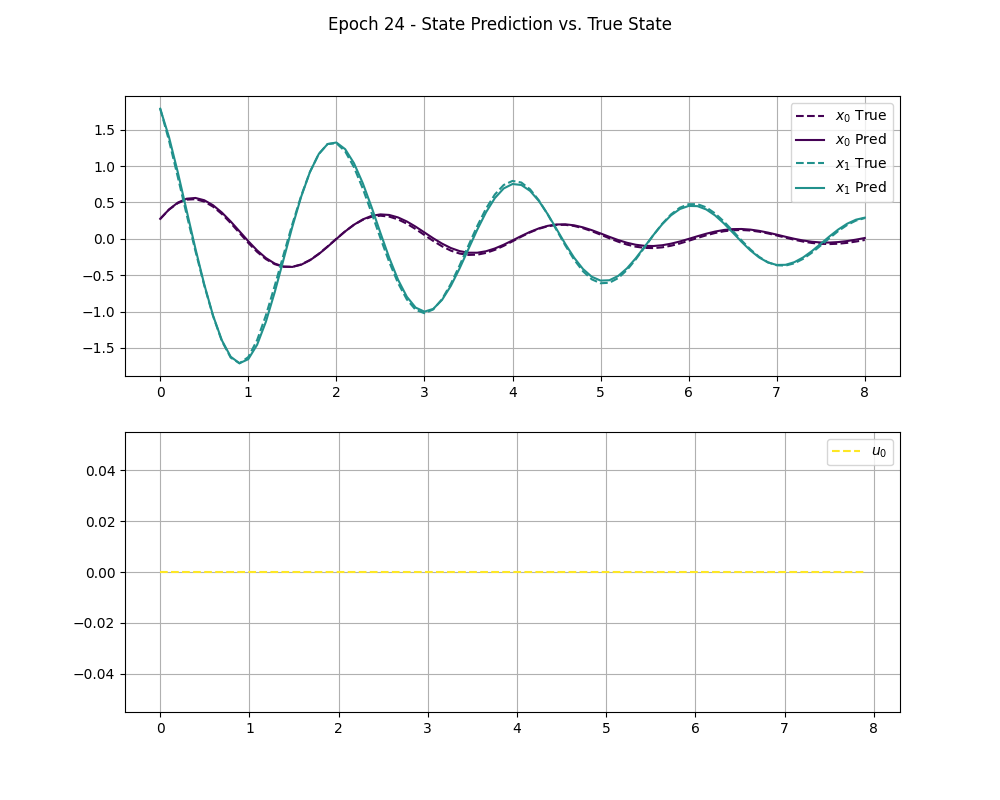 Epoch 24 - State Prediction vs. True State
1.5
1.0
0.5
0.0
−0.5
−1.0
−1.5
x₀ True
x₀ Pred
x₁ True
x₁ Pred
0 1 2 3 4 5 6 7 8
0.04
0.02
0.00
−0.02
−0.04
u₀
0 1 2 3 4 5 6 7 8